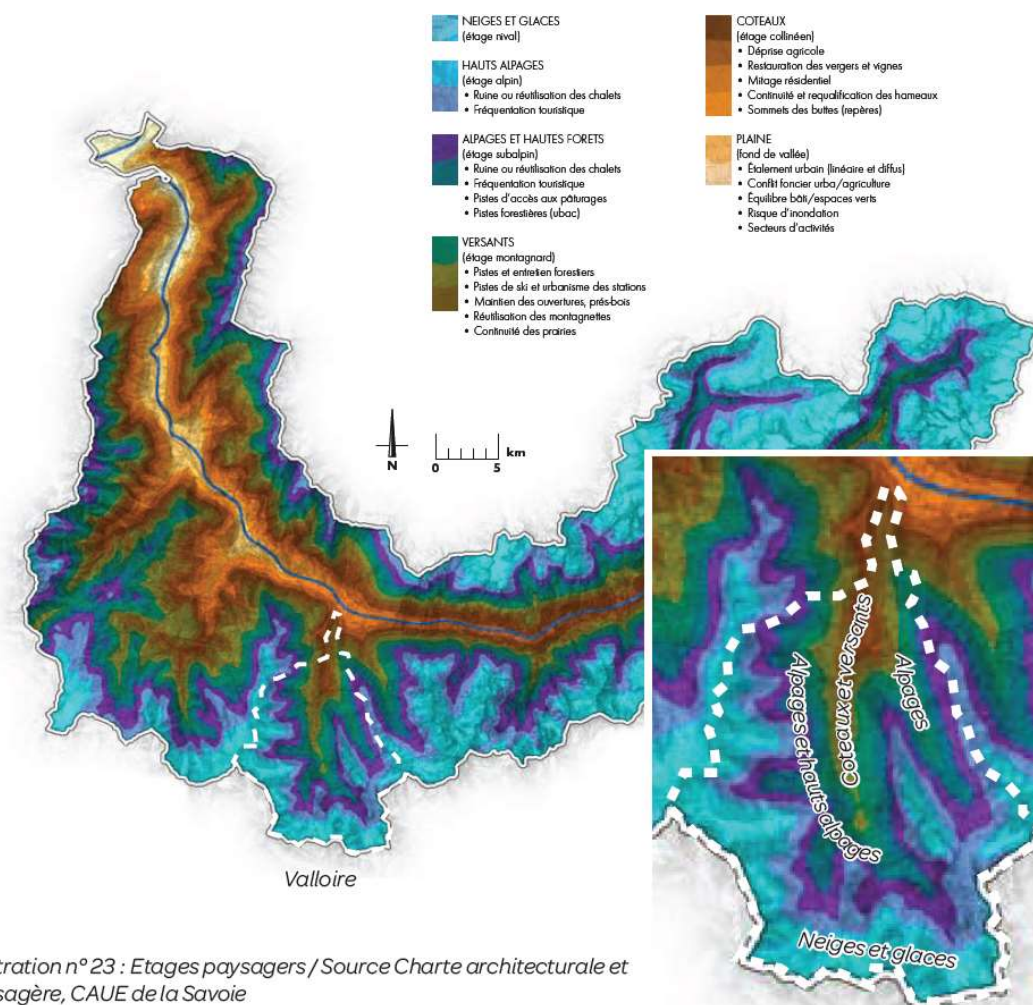 NEIGES ET GLACES
(étage nival)
HAUTS ALPAGES
(étage alpin)
• Ruine ou réutilisation des chalets
• Fréquentation touristique
ALPAGES ET HAUTES FORETS
(étage subalpin)
• Ruine ou réutilisation des chalets
• Fréquentation touristique
• Pistes d'accès aux pâturages
• Pistes forestières (ubac)
VERSANTS
(étage montagnard)
• Pistes et entretien forestiers
• Pistes de ski et urbanisme des stations
• Maintien des ouvertures, prés-bois
• Réutilisation des montagnettes
• Continuité des prairies
COTEAUX
(étage collinéen)
• Déprise agricole
• Restauration des vergers et vignes
• Mitage résidentiel
• Continuité et requalification des hameaux
• Sommets des buttes (repères)
PLAINE
(fond de vallée)
• Étalement urbain (linéaire et diffus)
• Conflit foncier urba/agriculture
• Équilibre bâti/espaces verts
• Risque d'inondation
• Secteurs d'activités
N
0 5 km
Alpages et hauts alpages
Coteaux et versants
Alpages
Neiges et glaces
Valloire
tration n° 23 : Etages paysagers / Source Charte architecturale et
sagère, CAUE de la Savoie